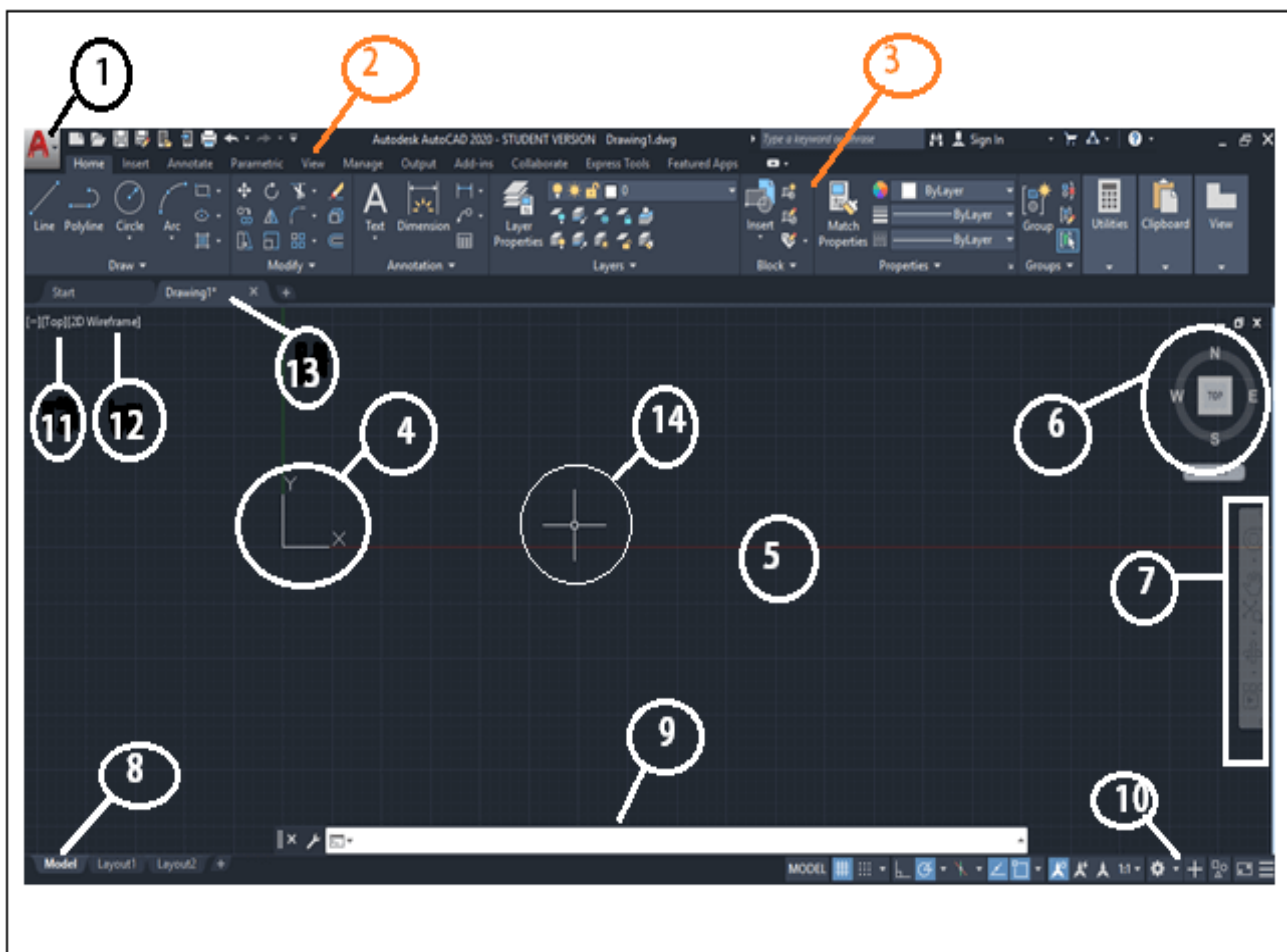 1
2
3
A
Autodesk AutoCAD 2020 - STUDENT VERSION Drawing1.dwg
Type a keyword or phrase
Sign In
Home Insert Annotate Parametric View Manage Output Add-ins Collaborate Express Tools Featured Apps
0
ByLayer
A
ByLayer
Line Polyline Circle Arc Text Dimension Layer Properties Insert Match Properties ByLayer Group Utilities Clipboard View
Draw Modify Annotation Layers Block Properties Groups
Start Drawing1* X +
[−][Top][2D Wireframe]
N
13
W TOP E
11 12 4 14 6
S
Y
X
5
7
9
8
10
Model Layout1 Layout2 +
MODEL 1:1